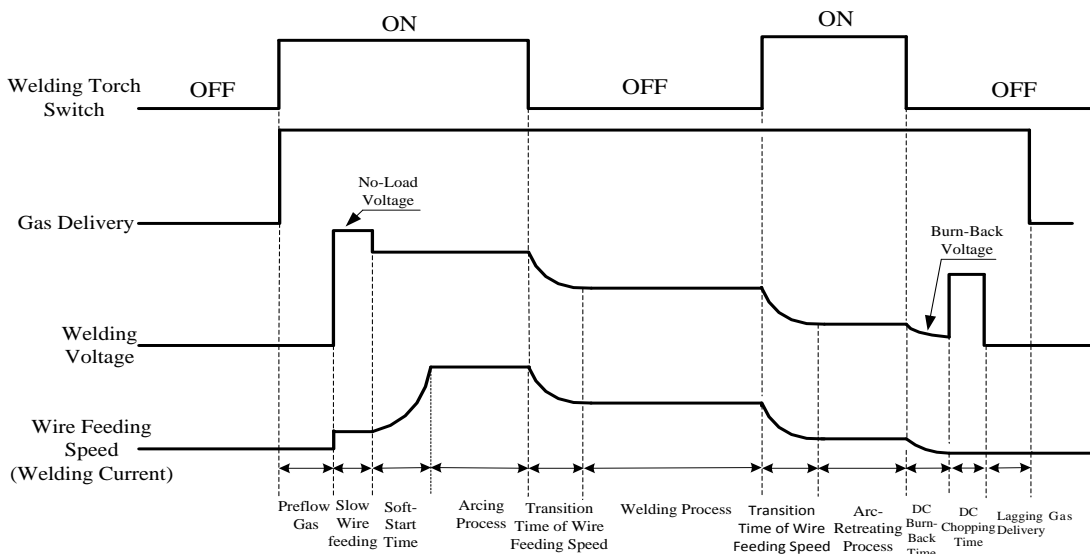 ON
ON
Welding Torch
Switch
OFF
OFF
OFF
No-Load
Voltage
Gas Delivery
Burn-Back
Voltage
Welding
Voltage
Wire Feeding
Speed
(Welding Current)
Preflow
Gas
Slow
Wire
feeding
Soft-
Start
Time
Arcing
Process
Transition
Time of Wire
Feeding Speed
Welding Process
Transition
Time of Wire
Feeding Speed
Arc-
Retreating
Process
DC
Burn-
Back
Time
DC
Chopping
Time
Lagging Gas
Delivery